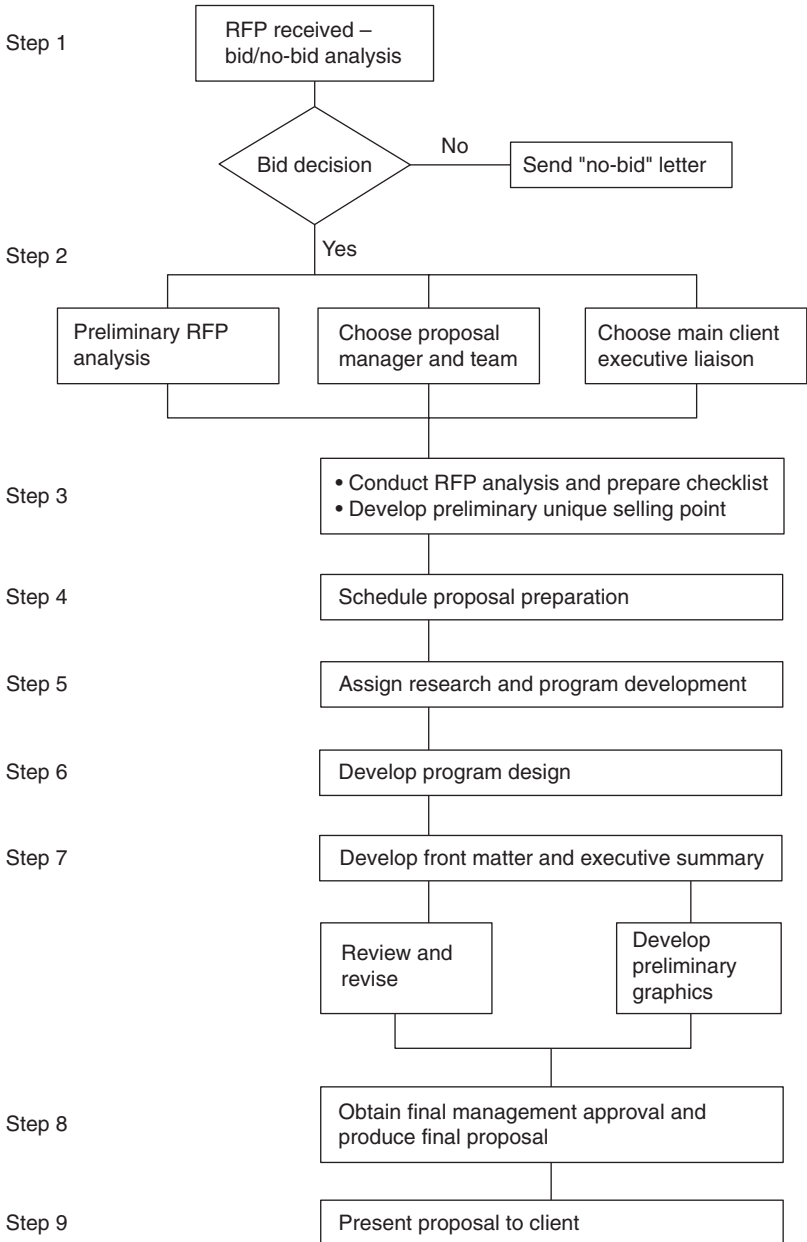 Step 1
RFP received –
bid/no-bid analysis
Bid decision
No
Send "no-bid" letter
Yes
Step 2
Preliminary RFP
analysis
Choose proposal
manager and team
Choose main client
executive liaison
Step 3
• Conduct RFP analysis and prepare checklist
• Develop preliminary unique selling point
Step 4
Schedule proposal preparation
Step 5
Assign research and program development
Step 6
Develop program design
Step 7
Develop front matter and executive summary
Review and
revise
Develop
preliminary
graphics
Step 8
Obtain final management approval and
produce final proposal
Step 9
Present proposal to client